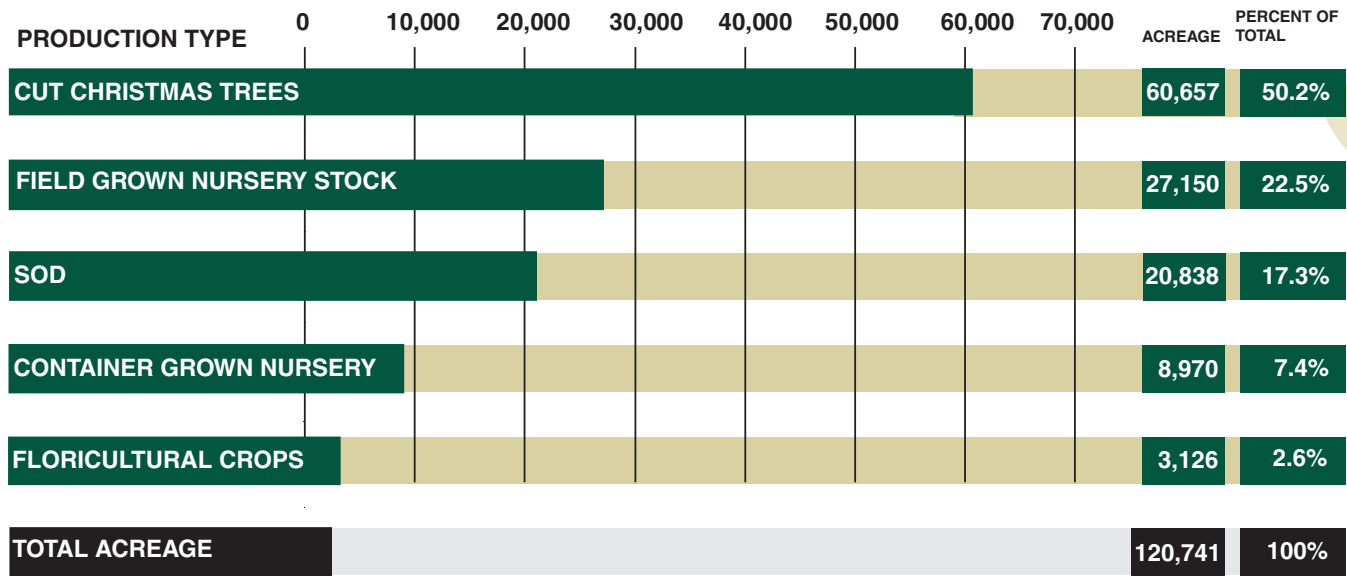 PRODUCTION TYPE 0 10,000 20,000 30,000 40,000 50,000 60,000 70,000 ACREAGE PERCENT OF TOTAL
CUT CHRISTMAS TREES 60,657 50.2%
FIELD GROWN NURSERY STOCK 27,150 22.5%
SOD 20,838 17.3%
CONTAINER GROWN NURSERY 8,970 7.4%
FLORICULTURAL CROPS 3,126 2.6%
TOTAL ACREAGE 120,741 100%